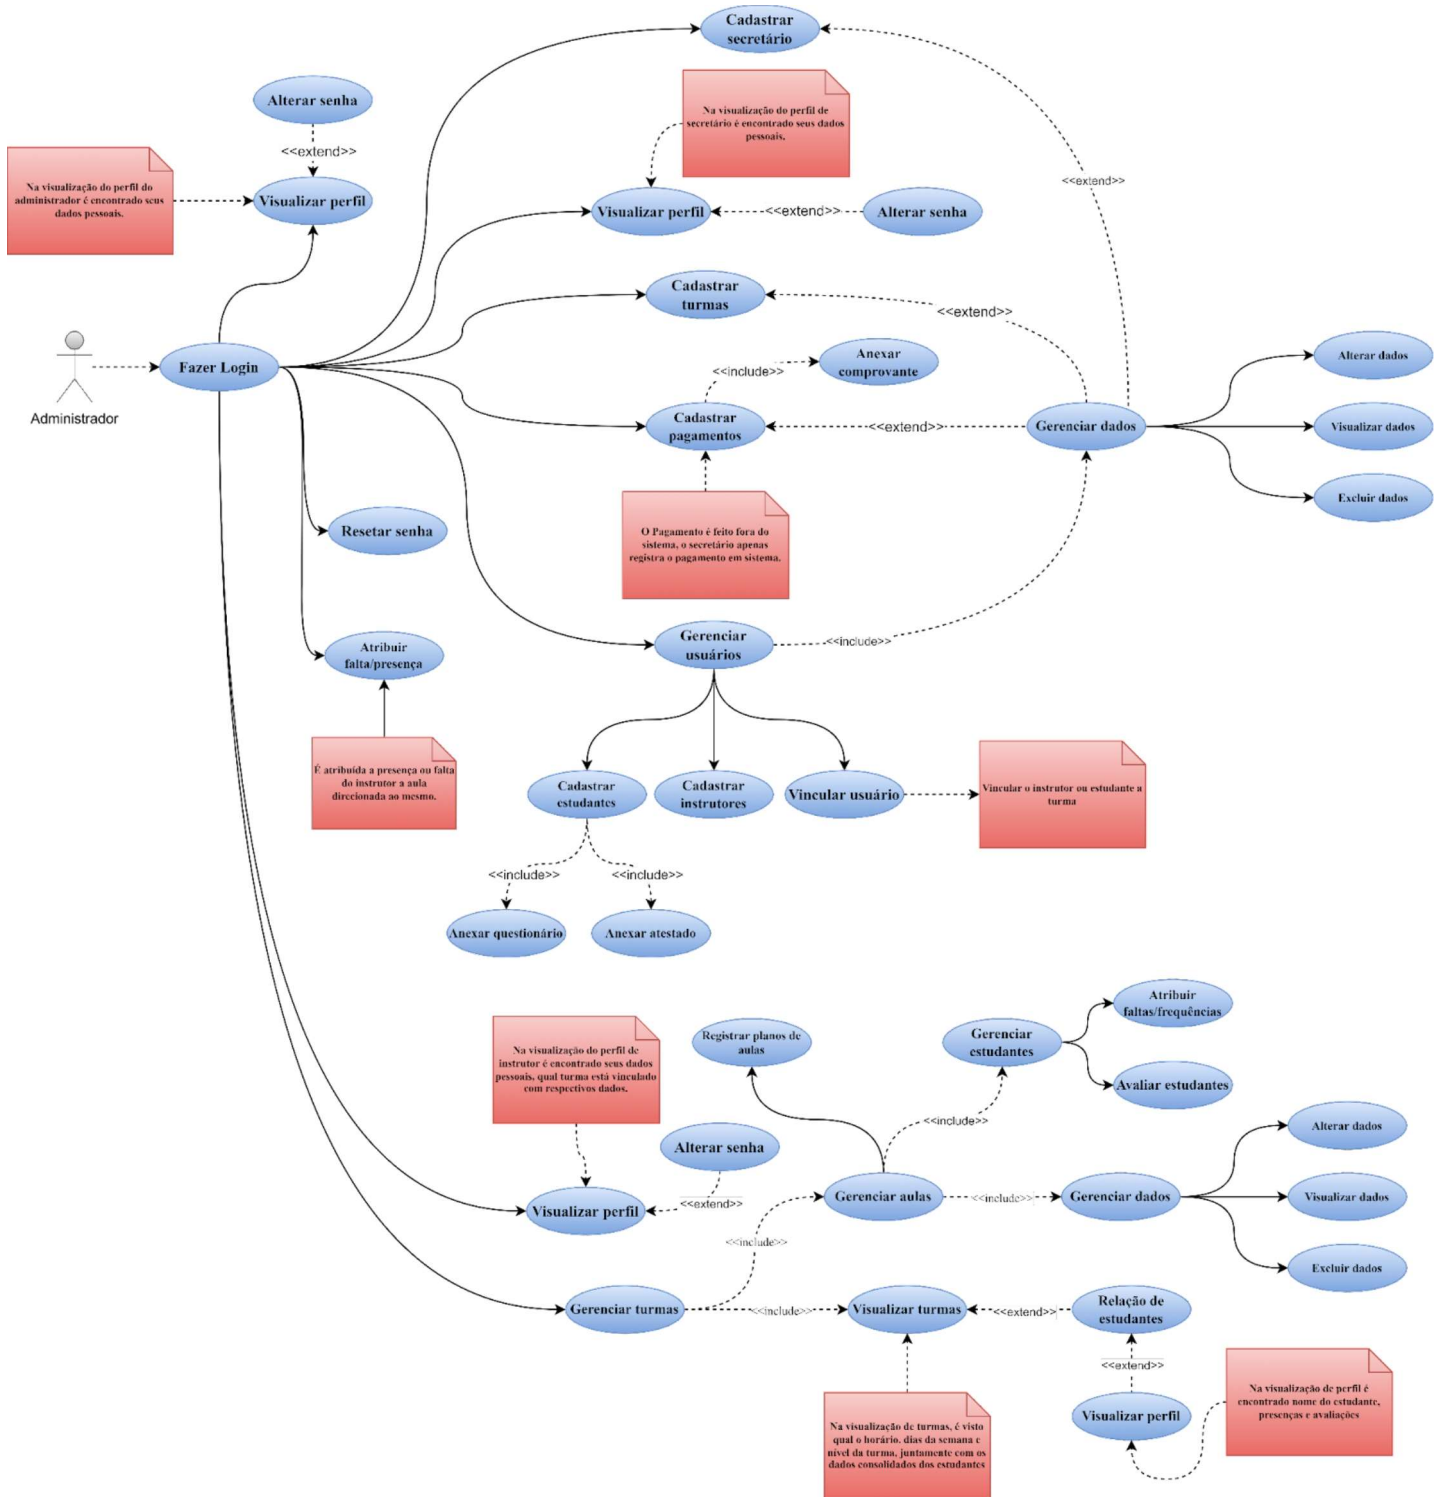 Cadastrar
secretário
Alterar senha
<<extend>>
Na visualização do perfil do
administrador é encontrado seus
dados pessoais.
Visualizar perfil
Na visualização do perfil de
secretário é encontrado seus dados
pessoais.
<<extend>>
Visualizar perfil
<<extend>>
Alterar senha
Cadastrar
turmas
<<extend>>
Administrador
Fazer Login
Anexar
comprovante
<<include>>
Cadastrar
pagamentos
<<extend>>
Gerenciar dados
Alterar dados
Visualizar dados
Excluir dados
O Pagamento é feito fora do
sistema, o secretário apenas
registra o pagamento em sistema.
Resetar senha
Gerenciar
usuários
<<include>>
Atribuir
falta/presença
É atribuída a presença ou falta
do instrutor a aula
direcionada ao mesmo.
Cadastrar
estudantes
Cadastrar
instrutores
Vincular usuário
Vincular o instrutor ou estudante a
turma
<<include>>
<<include>>
Anexar questionário
Anexar atestado
Na visualização do perfil de
instrutor é encontrado seus dados
pessoais, qual turma está vinculado
com respectivos dados.
Registrar planos de
aulas
Gerenciar
estudantes
Atribuir
faltas/frequências
Avaliar estudantes
<<include>>
Alterar senha
<<extend>>
Visualizar perfil
Gerenciar aulas
<<include>>
Gerenciar dados
Alterar dados
Visualizar dados
Excluir dados
<<include>>
Gerenciar turmas
<<include>>
Visualizar turmas
<<extend>>
Relação de
estudantes
<<extend>>
Visualizar perfil
Na visualização de perfil é
encontrado nome do estudante,
presenças e avaliações
Na visualização de turmas, é visto
qual o horário, dias da semana e
nível da turma, juntamente com os
dados consolidados dos estudantes